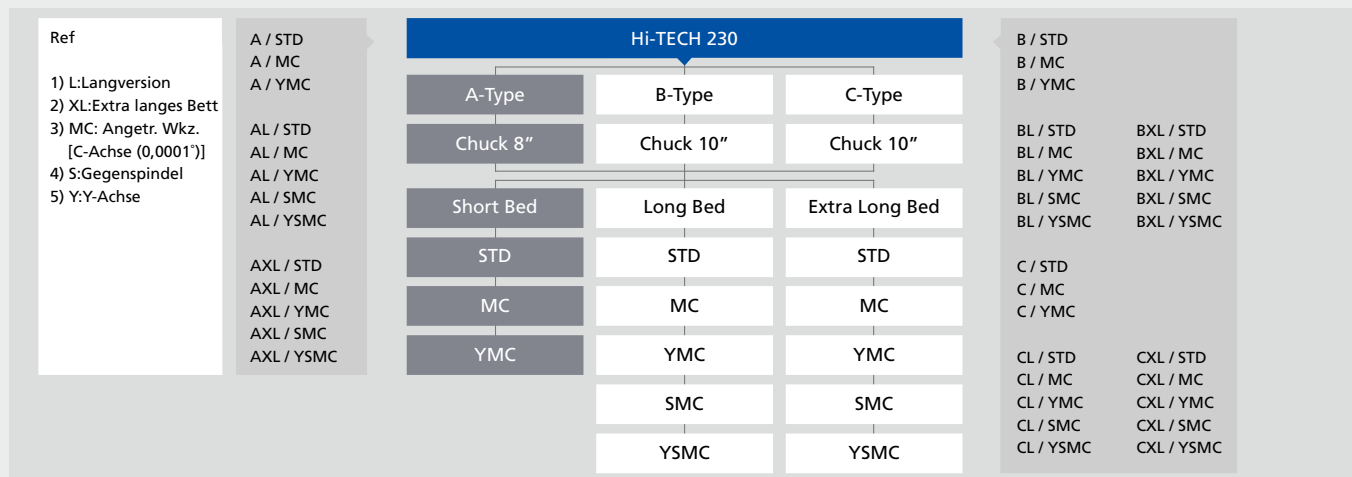 Ref
1) L:Langversion
2) XL:Extra langes Bett
3) MC: Angetr. Wkz.
[C-Achse (0,0001°)]
4) S:Gegenspindel
5) Y:Y-Achse
A / STD
A / MC
A / YMC
AL / STD
AL / MC
AL / YMC
AL / SMC
AL / YSMC
AXL / STD
AXL / MC
AXL / YMC
AXL / SMC
AXL / YSMC
Hi-TECH 230
A-Type B-Type C-Type
Chuck 8” Chuck 10” Chuck 10”
Short Bed Long Bed Extra Long Bed
STD STD STD
MC MC MC
YMC YMC YMC
SMC SMC
YSMC YSMC
B / STD
B / MC
B / YMC
BL / STD BXL / STD
BL / MC BXL / MC
BL / YMC BXL / YMC
BL / SMC BXL / SMC
BL / YSMC BXL / YSMC
C / STD
C / MC
C / YMC
CL / STD CXL / STD
CL / MC CXL / MC
CL / YMC CXL / YMC
CL / SMC CXL / SMC
CL / YSMC CXL / YSMC